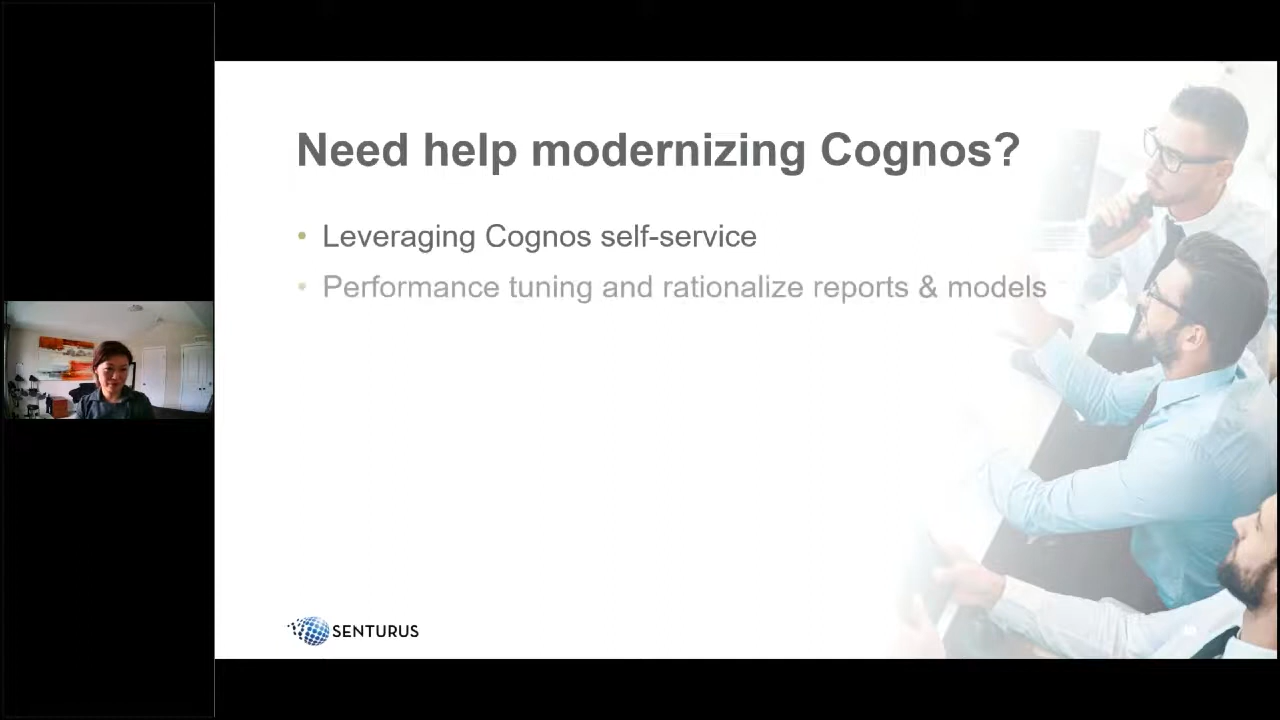 Need help modernizing Cognos?
• Leveraging Cognos self-service
• Performance tuning and rationalize reports & models
SENTURUS